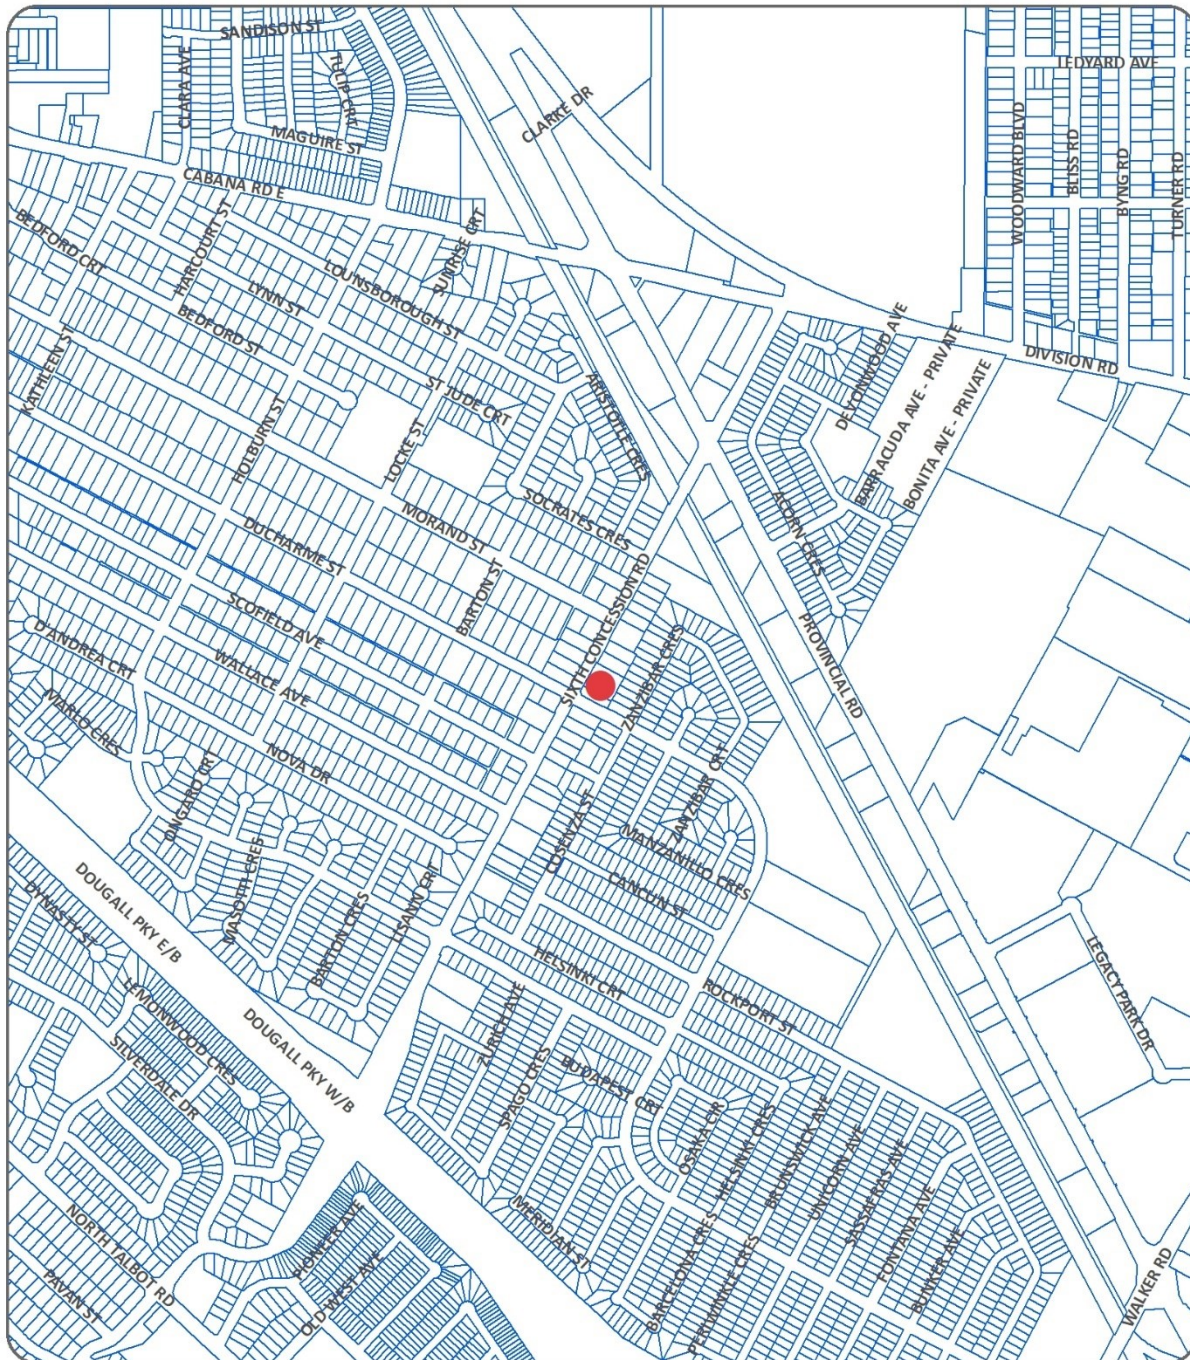 SANDISON ST
CLARA AVE
TULIP CRT
CLARKE DR
LEDYARD AVE
MAGUIRE ST
WOODWARD BLVD
BLISS RD
BYNG RD
TURNER RD
CABANA RD E
BEDFORD CRT
HARCOURT ST
SUNRISE CRT
LOUNSBOROUGH ST
LYNN ST
BEDFORD ST
KATHLEEN ST
DEVONWOOD AVE
BARRACUDA AVE - PRIVATE
BONITA AVE - PRIVATE
DIVISION RD
ST JUDE CRT
ARISTOTLE CRES
HOLBURN ST
LOCKE ST
SOCRATES CRES
MORAND ST
ACORN CRES
DUCHARME ST
BARTON ST
SIXTH CONCESSION RD
SCOFIELD AVE
D'ANDREA CRT
WALLACE AVE
ZANZIBAR CRES
PROVINCIAL RD
MARLO CRES
NOVA DR
ONGARO CRT
COSENZA ST
ZANZIBAR CRT
MANZANILLO CRES
CANCUN ST
MASOTTI CRES
BARTON CRES
LISANN CRT
DOUGALL PKY E/B
DYNASTY ST
HELSINKI CRT
ROCKPORT ST
LEGACY PARK DR
LEMONWOOD CRES
SILVERDALE DR
DOUGALL PKY W/B
ZURICH AVE
SPAGO CRES
BUDAPEST CRT
OSAKA CIR
HELSINKI CRES
BRUNSWICK AVE
UNICORN AVE
SASSAFRAS AVE
FONTANA AVE
BUNKER AVE
MERIDIAN ST
BARCELONA CRES
PERIWINKLE CRES
NORTH TALBOT RD
PIONEER AVE
OLD WEST AVE
PAVAN ST
WALKER RD